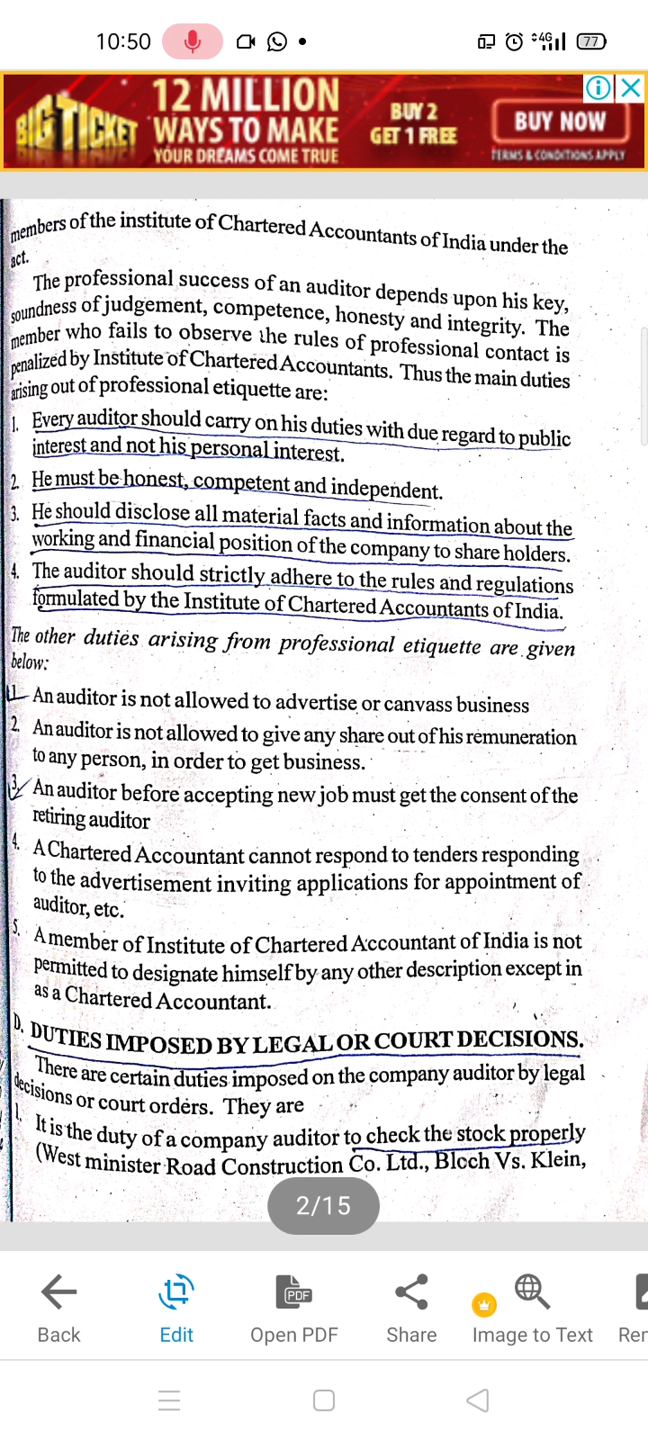 10:50
4G
77
BIG TICKET
12 MILLION
WAYS TO MAKE
YOUR DREAMS COME TRUE
BUY 2
GET 1 FREE
BUY NOW
TERMS & CONDITIONS APPLY
members of the institute of Chartered Accountants of India under the
act.
The professional success of an auditor depends upon his key,
soundness of judgement, competence, honesty and integrity. The
member who fails to observe the rules of professional contact is
penalized by Institute of Chartered Accountants. Thus the main duties
arising out of professional etiquette are:
1. Every auditor should carry on his duties with due regard to public
interest and not his personal interest.
2. He must be honest, competent and independent.
3. He should disclose all material facts and information about the
working and financial position of the company to share holders.
4. The auditor should strictly adhere to the rules and regulations
formulated by the Institute of Chartered Accountants of India.
The other duties arising from professional etiquette are given
below:
1. An auditor is not allowed to advertise or canvass business
2. An auditor is not allowed to give any share out of his remuneration
to any person, in order to get business.
3. An auditor before accepting new job must get the consent of the
retiring auditor
4. A Chartered Accountant cannot respond to tenders responding
to the advertisement inviting applications for appointment of
auditor, etc.
5. A member of Institute of Chartered Accountant of India is not
permitted to designate himself by any other description except in
as a Chartered Accountant.
D. DUTIES IMPOSED BY LEGAL OR COURT DECISIONS.
There are certain duties imposed on the company auditor by legal
decisions or court orders. They are
1. It is the duty of a company auditor to check the stock properly
(West minister Road Construction Co. Ltd., Bloch Vs. Klein,
2/15
Back
Edit
PDF
Open PDF
Share
Image to Text
Ren